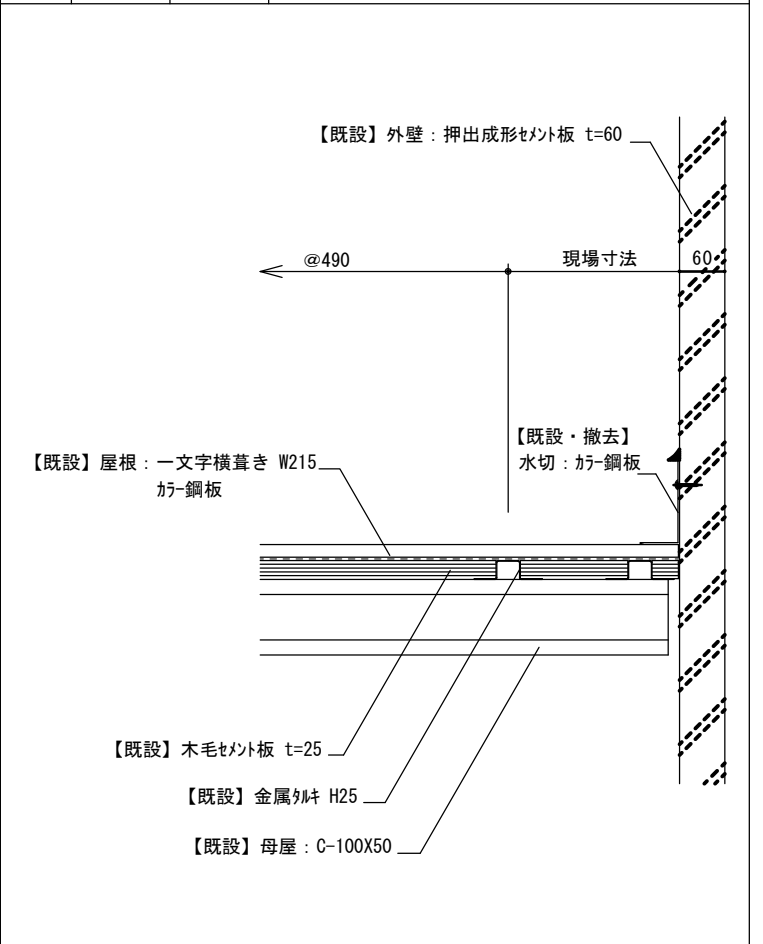 【既設】外壁：押出成形ｾﾒﾝﾄ板 t=60
@490
現場寸法
60
【既設・撤去】
水切：ｶﾗｰ鋼板
【既設】屋根：一文字横葺き W215
ｶﾗｰ鋼板
【既設】木毛ｾﾒﾝﾄ板 t=25
【既設】金属ﾀﾙｷ H25
【既設】母屋：C-100X50